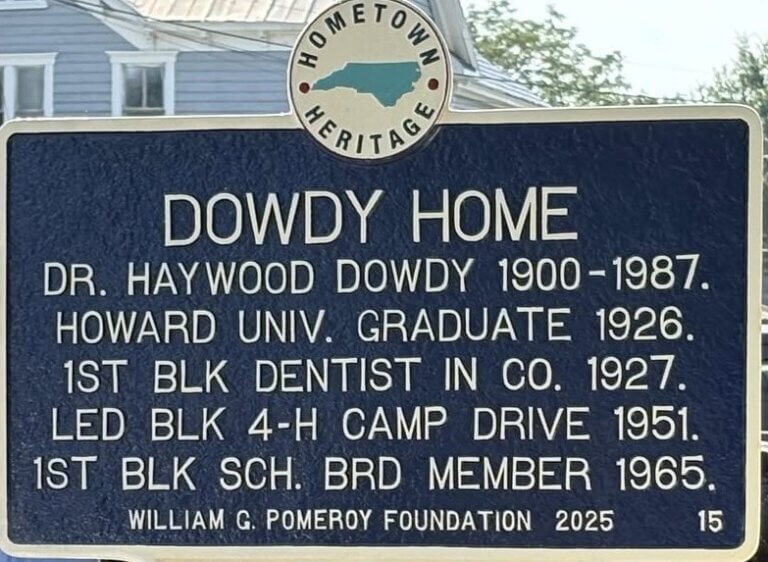 HOMETOWN
HERITAGE
DOWDY HOME
DR. HAYWOOD DOWDY 1900-1987.
HOWARD UNIV. GRADUATE 1926.
1ST BLK DENTIST IN CO. 1927.
LED BLK 4-H CAMP DRIVE 1951.
1ST BLK SCH. BRD MEMBER 1965.
WILLIAM G. POMEROY FOUNDATION 2025 15